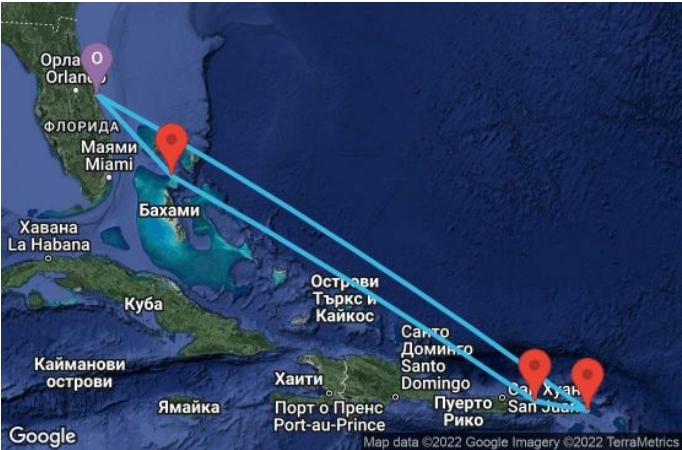 О
Орла
Orlando
ФЛОРИДА
Маями
Miami
Бахами
Хавана
La Habana
Острови
Търкс и
Кайкос
Куба
Санто
Доминго
Santo
Domingo
Кайманови
острови
Хаити
Сан Хуан
San Juan
Пуерто
Рико
Ямайка
Порт о Пренс
Port-au-Prince
Google
Map data ©2022 Google Imagery ©2022 TerraMetrics